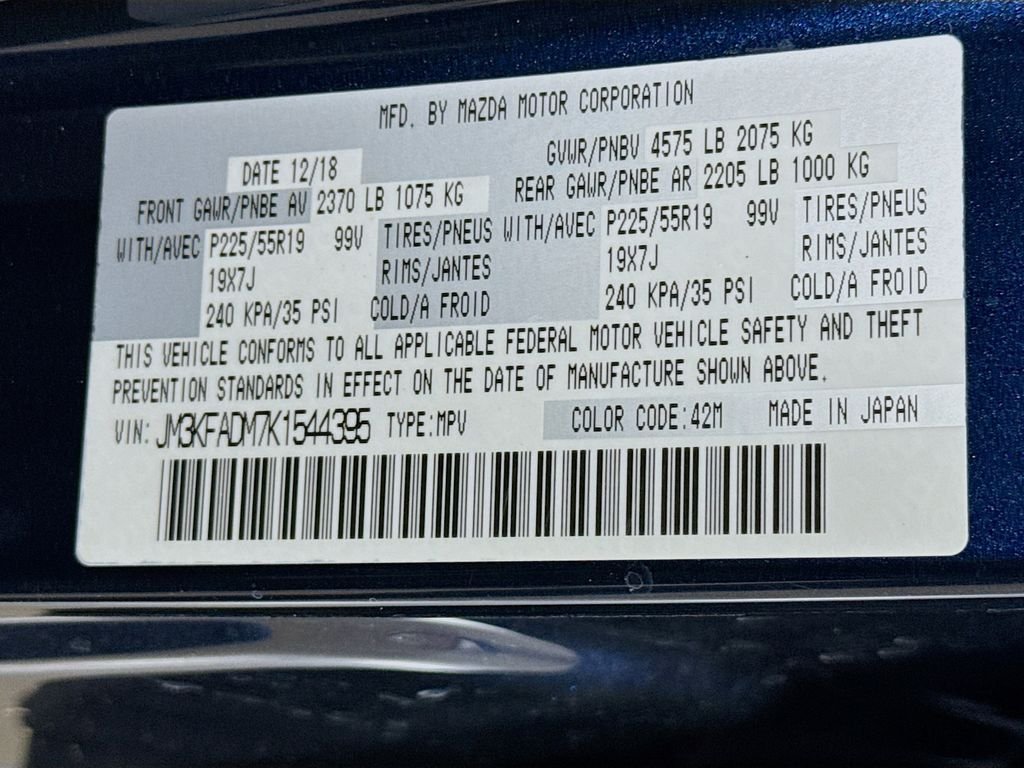 MFD. BY MAZDA MOTOR CORPORATION
DATE 12/18 GVWR/PNBV 4575 LB 2075 KG
FRONT GAWR/PNBE AV 2370 LB 1075 KG REAR GAWR/PNBE AR 2205 LB 1000 KG
WITH/AVEC P225/55R19 99V TIRES/PNEUS WITH/AVEC P225/55R19 99V TIRES/PNEUS
19X7J RIMS/JANTES 19X7J RIMS/JANTES
240 KPA/35 PSI COLD/A FROID 240 KPA/35 PSI COLD/A FROID
THIS VEHICLE CONFORMS TO ALL APPLICABLE FEDERAL MOTOR VEHICLE SAFETY AND THEFT
PREVENTION STANDARDS IN EFFECT ON THE DATE OF MANUFACTURE SHOWN ABOVE.
VIN: JM3KFADM7K1544395 TYPE:MPV COLOR CODE:42M MADE IN JAPAN